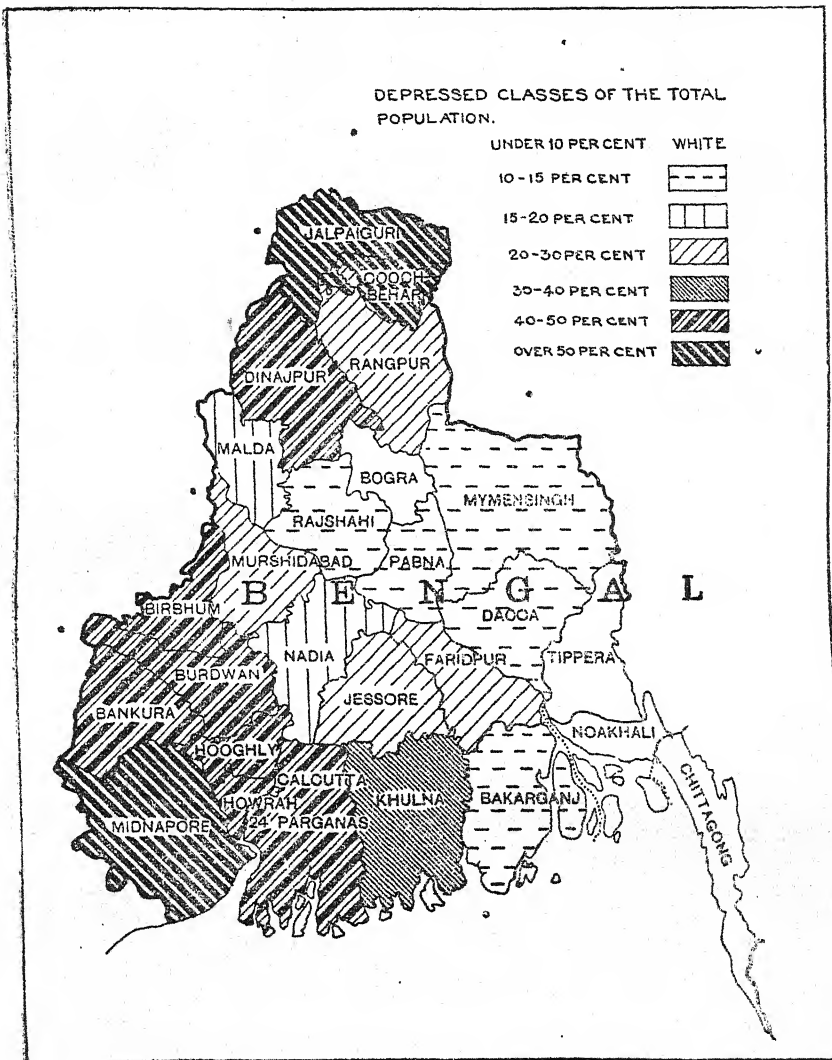 DEPRESSED CLASSES OF THE TOTAL
POPULATION.
UNDER 10 PER CENT WHITE
10-15 PER CENT
15-20 PER CENT
20-30 PER CENT
30-40 PER CENT
40-50 PER CENT
OVER 50 PER CENT
JALPAIGURI
COOCH
BEHAR
RANGPUR
DINAJPUR
MALDA
BOGRA
MYMENSINGH
RAJSHAHI
MURSHIDABAD
PABNA
BENGAL
BIRBHUM
DACCA
NADIA
FARIDPUR
TIPPERA
BURDWAN
JESSORE
BANKURA
NOAKHALI
HOOGHLY
CALCUTTA
CHITTAGONG
HOWRAH
KHULNA
BAKARGANJ
24 PARGANAS
MIDNAPORE